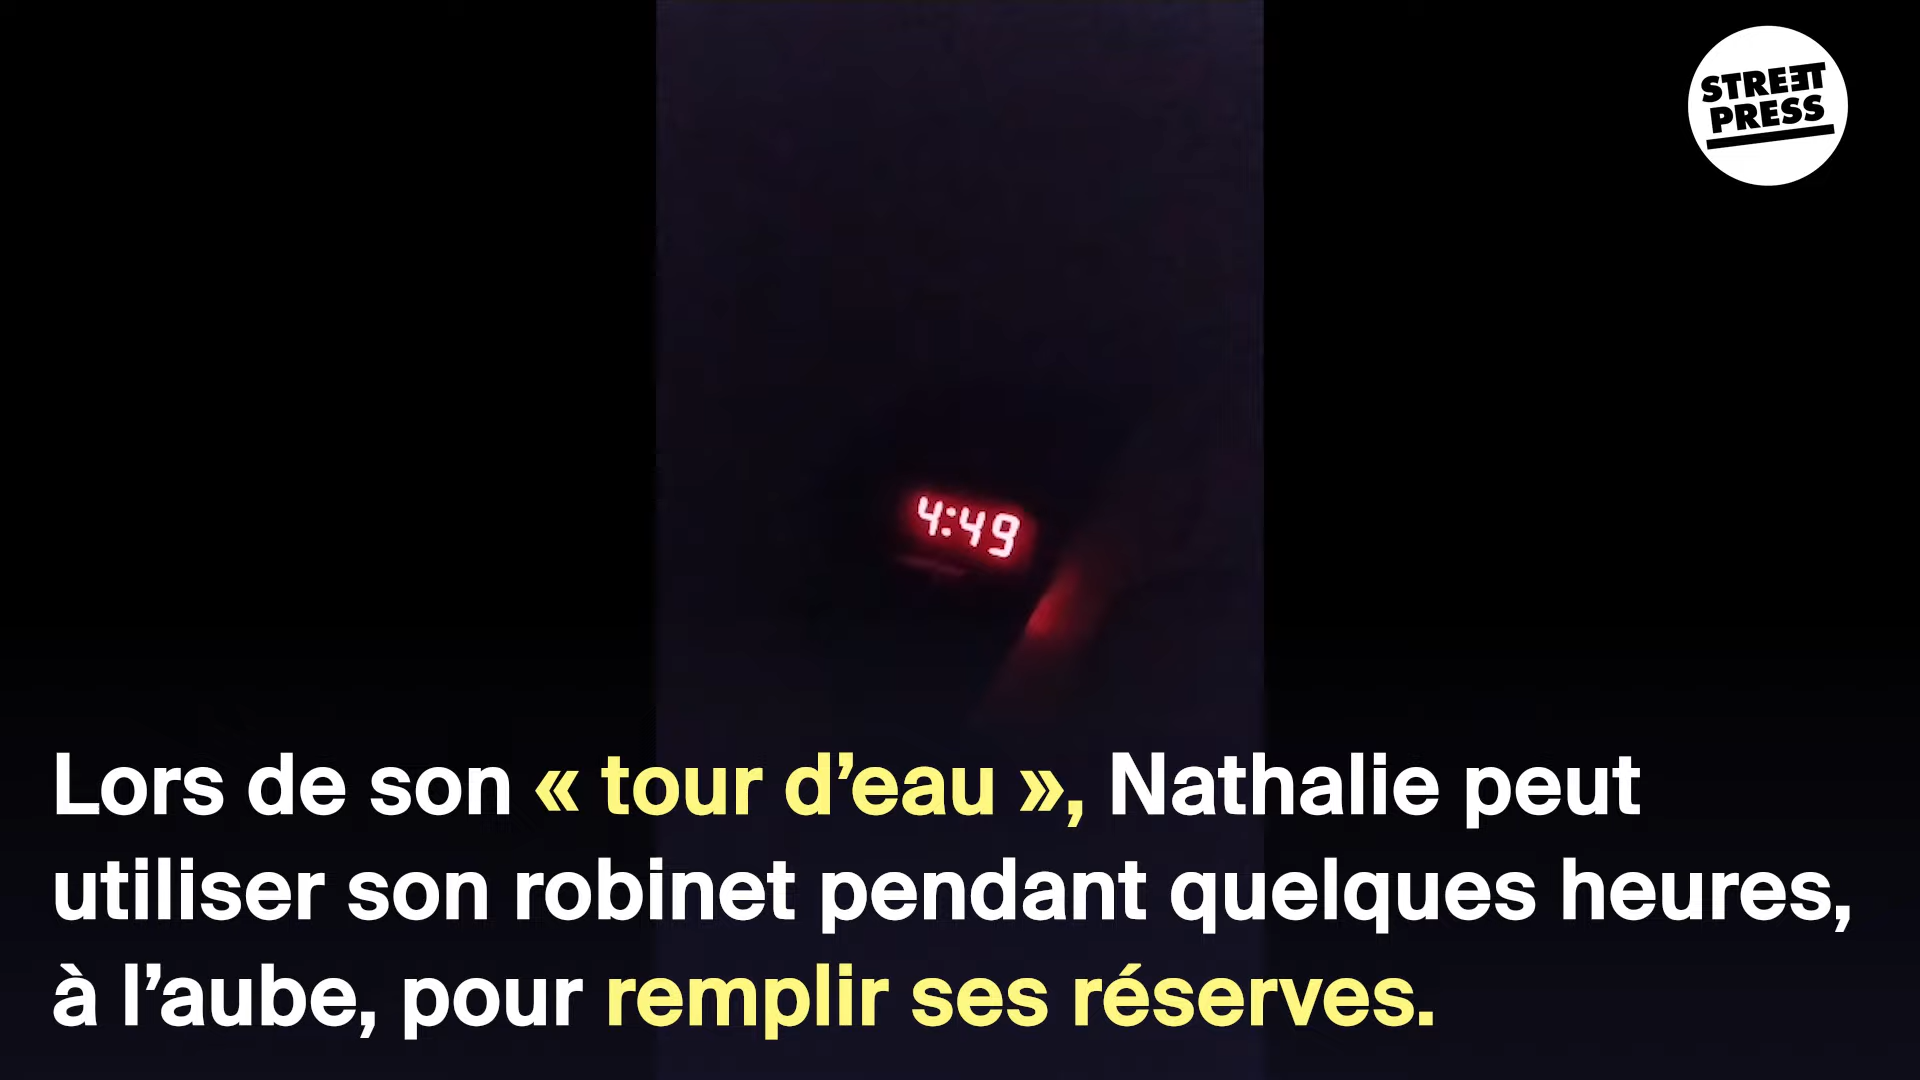 STREET
PRESS
4:49
Lors de son « tour d’eau », Nathalie peut
utiliser son robinet pendant quelques heures,
à l’aube, pour remplir ses réserves.